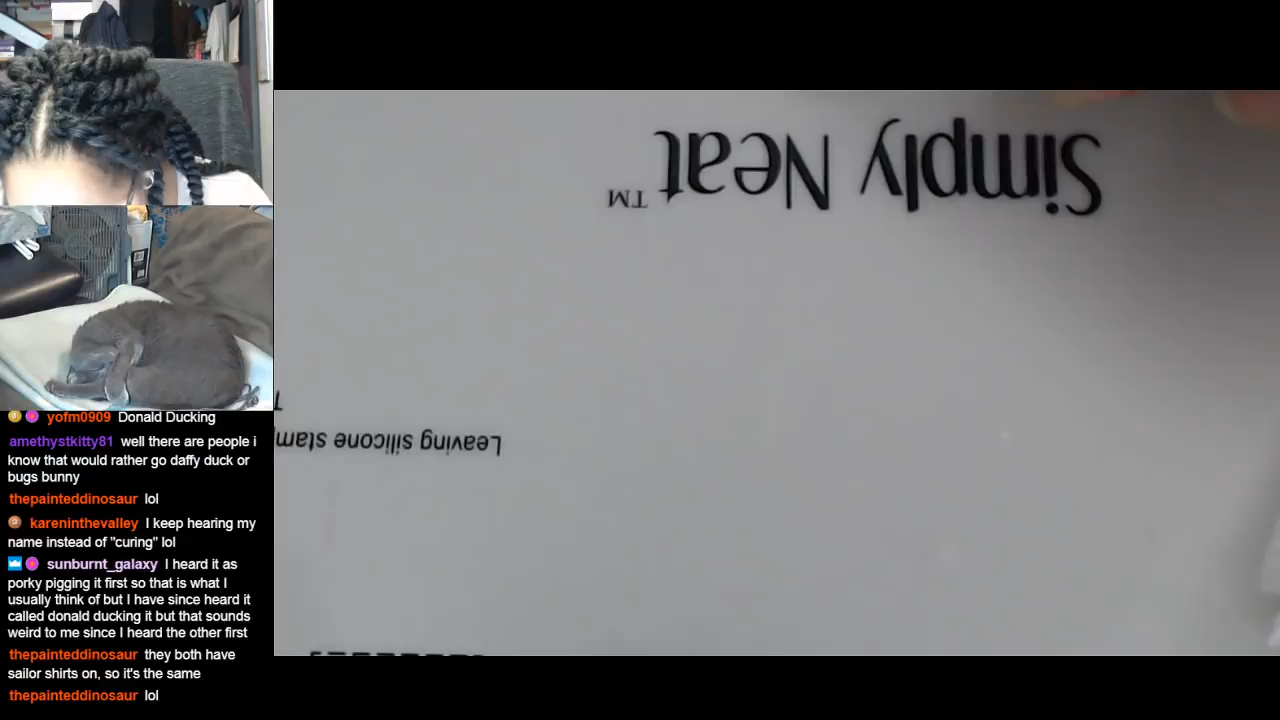 Simply Neat™
Leaving silicone stam
yofm0909 Donald Ducking
amethystkitty81 well there are people i
know that would rather go daffy duck or
bugs bunny
thepainteddinosaur lol
kareninthevalley I keep hearing my
name instead of "curing" lol
sunburnt_galaxy I heard it as
porky pigging it first so that is what I
usually think of but I have since heard it
called donald ducking it but that sounds
weird to me since I heard the other first
thepainteddinosaur they both have
sailor shirts on, so it's the same
thepainteddinosaur lol